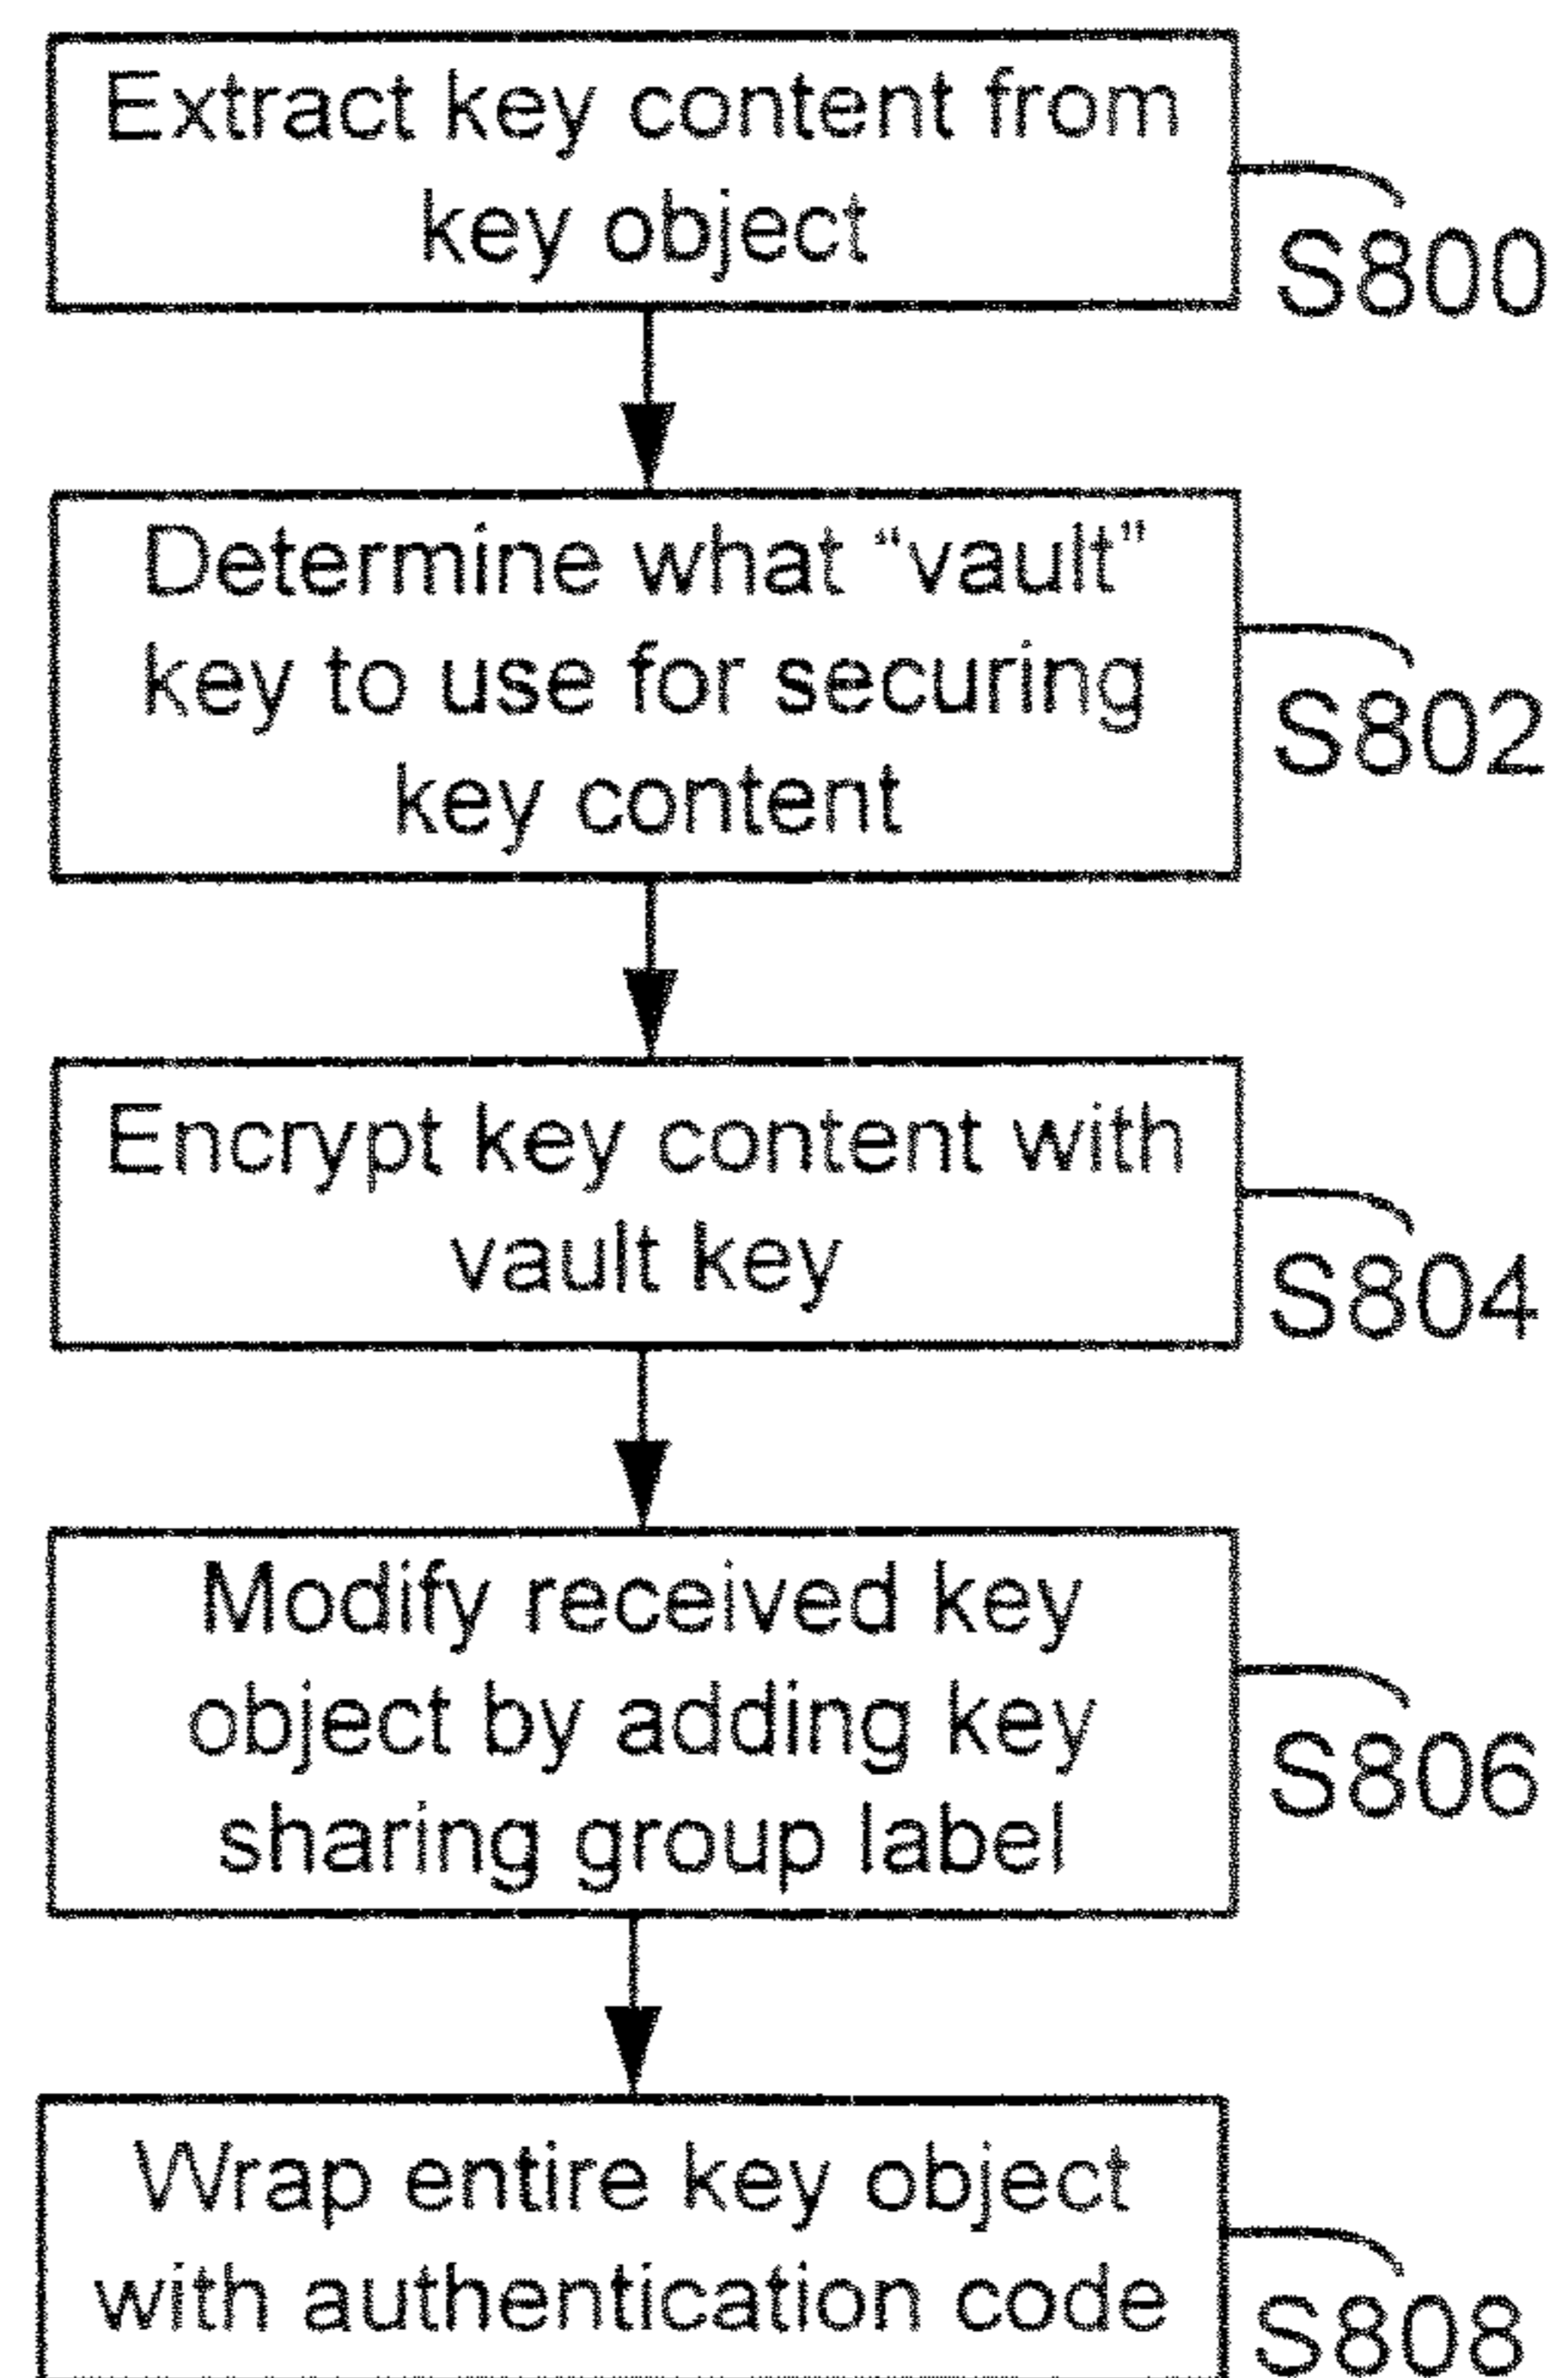 Extract key content from
key object
S800
Determine what “vault”
key to use for securing
key content
S802
Encrypt key content with
vault key
S804
Modify received key
object by adding key
sharing group label
S806
Wrap entire key object
with authentication code
S808